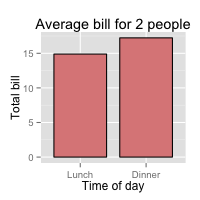 Average bill for 2 people
Total bill
15
10
5
0
Lunch
Dinner
Time of day